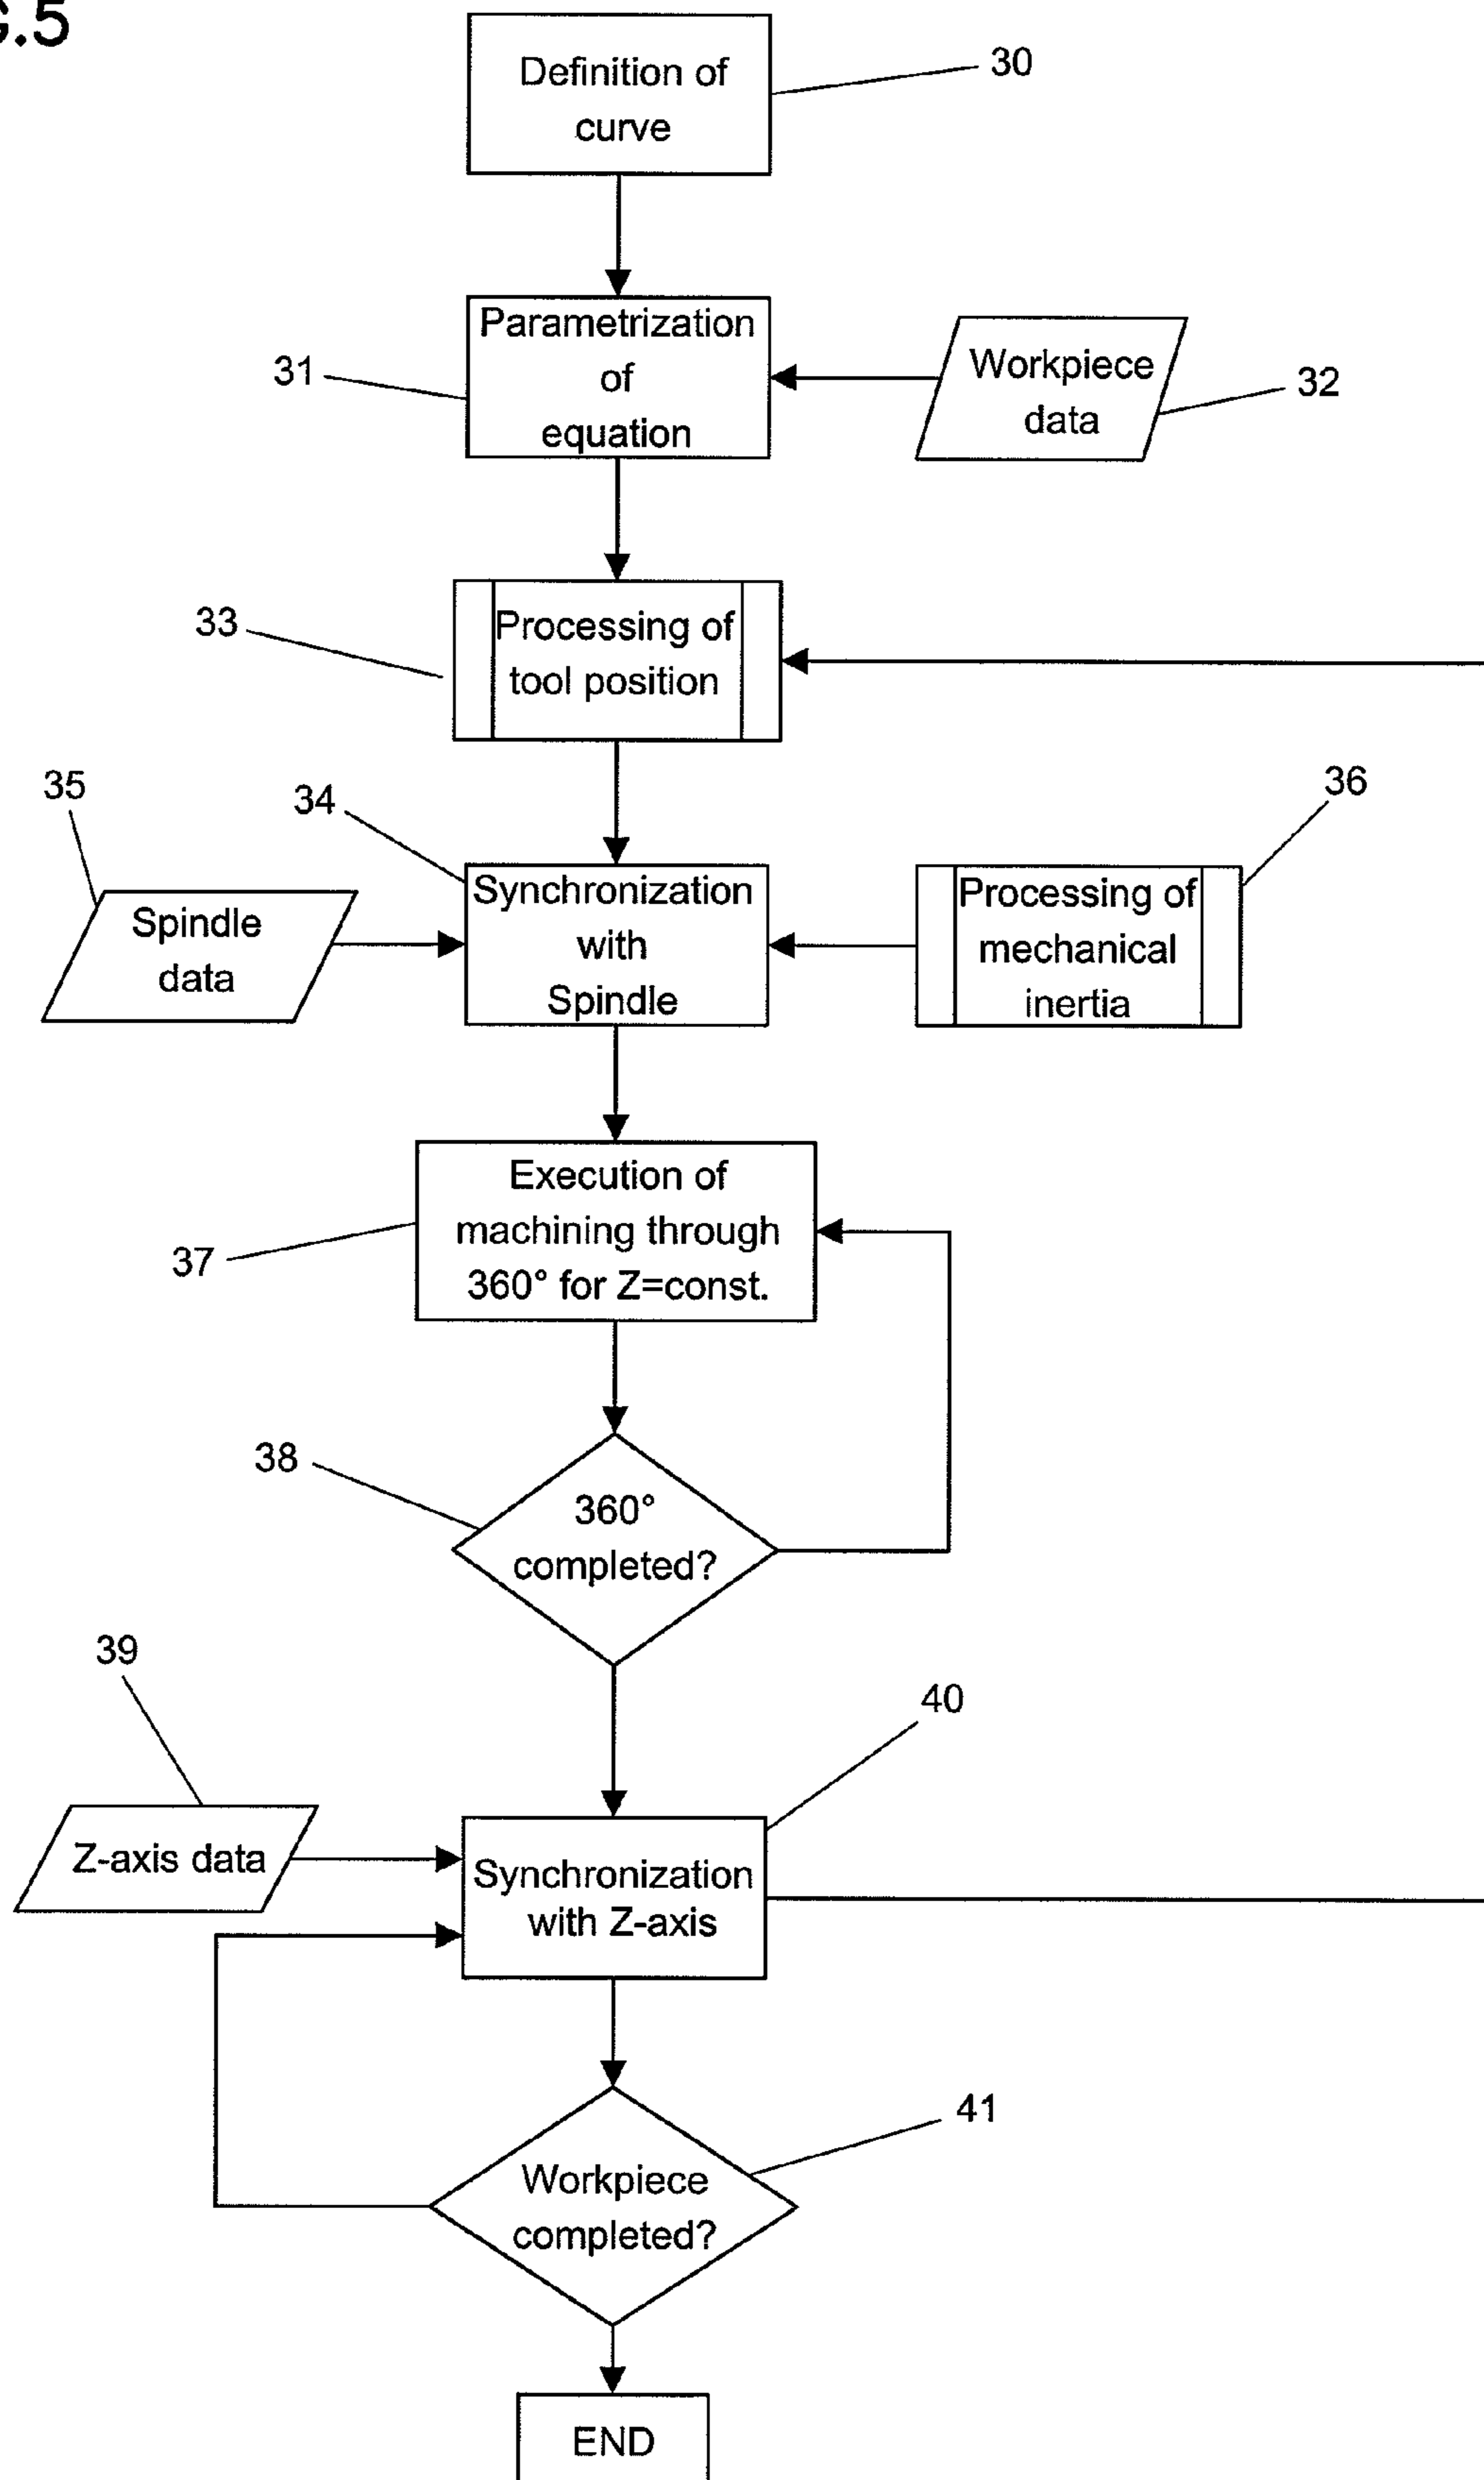 G.5
Definition of
curve
30
Parametrization
of
equation
31
Workpiece
data
32
33
Processing of
tool position
35
34
36
Spindle
data
Synchronization
with
Spindle
Processing of
mechanical
inertia
Execution of
machining through
360° for Z=const.
37
38
360°
completed?
39
40
Z-axis data
Synchronization
with Z-axis
41
Workpiece
completed?
END